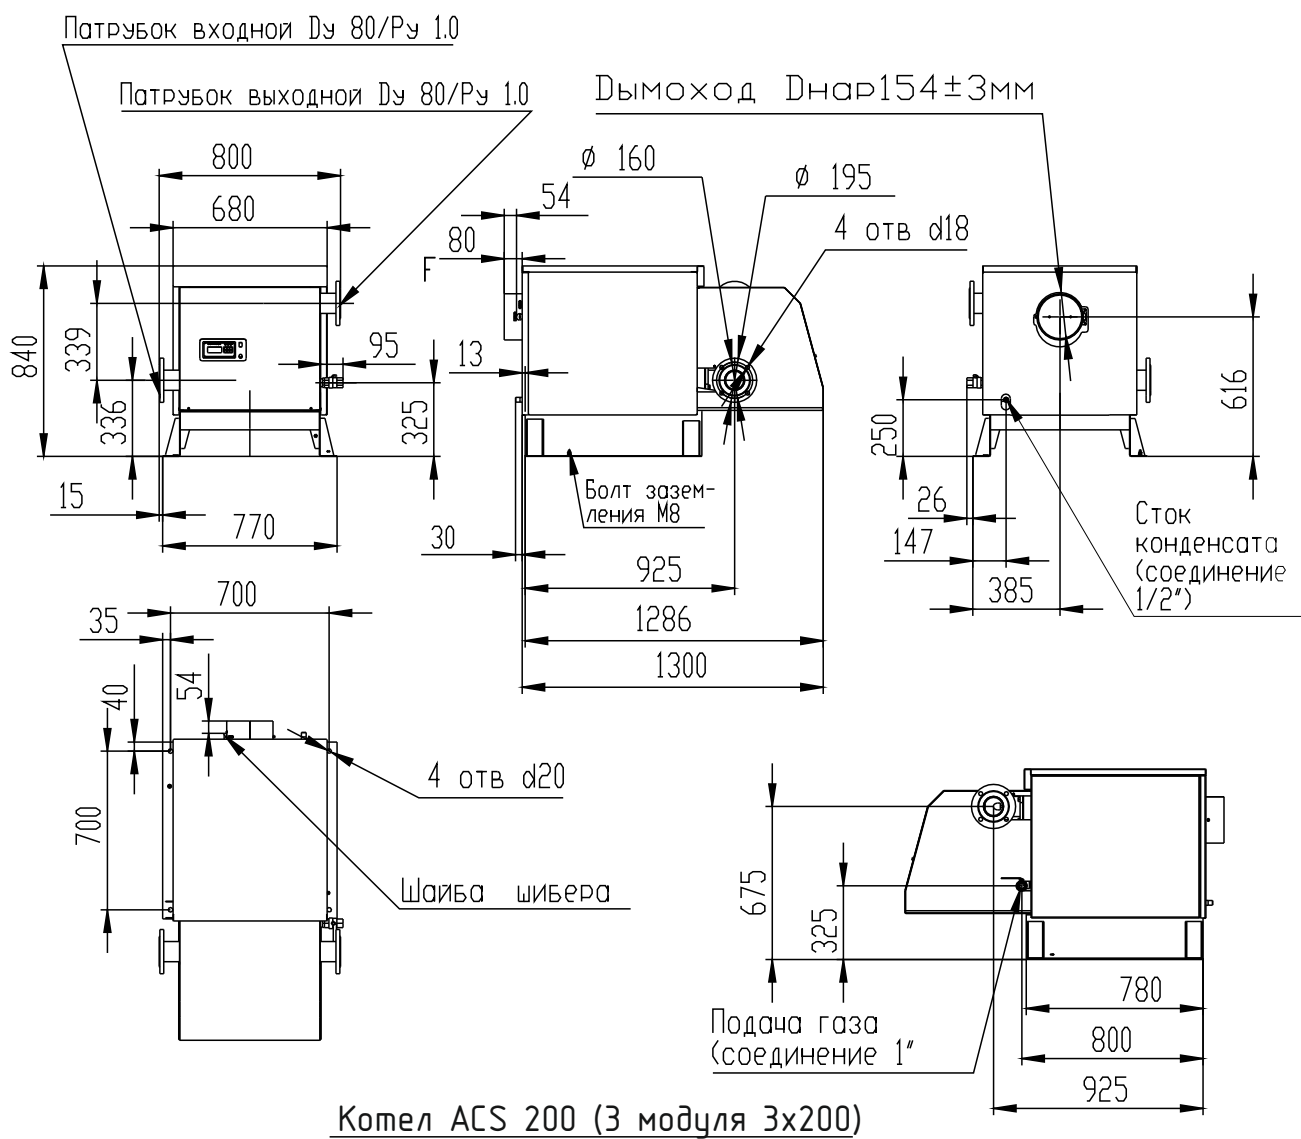 Патрубок входной Dу 80/Ру 1.0
Патрубок выходной Dу 80/Ру 1.0
Dымоход Dнар154±3мм
800
680
840
339
336
95
325
15
770
ø 160
ø 195
54
4 отв d18
80
F
13
Болт зазем-
ления М8
30
925
1286
1300
616
250
26
147
385
Сток
конденсата
(соединение
1/2")
700
35
54
40
700
4 отв d20
Шайба шибера
675
325
780
800
925
Подача газа
(соединение 1"
Котел ACS 200 (3 модуля 3х200)